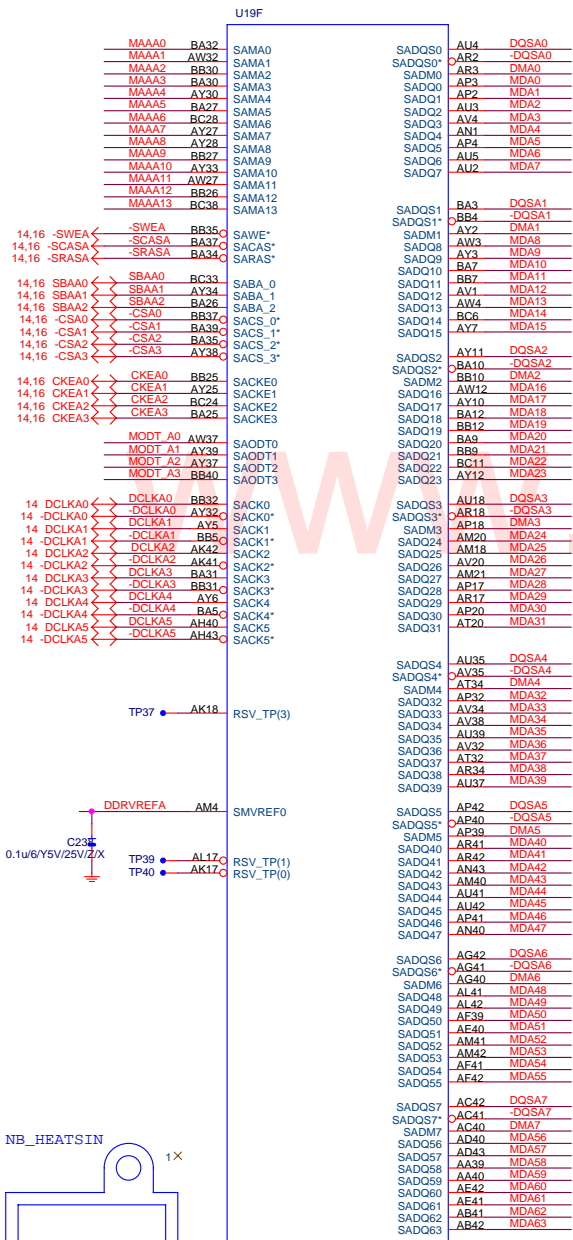 U19F
MAAA0 BA32 SAMA0
MAAA1 AW32 SAMA1
MAAA2 BB30 SAMA2
MAAA3 BA30 SAMA3
MAAA4 AY30 SAMA4
MAAA5 BA27 SAMA5
MAAA6 BC28 SAMA6
MAAA7 AY27 SAMA7
MAAA8 AY28 SAMA8
MAAA9 BB27 SAMA9
MAAA10 AY33 SAMA10
MAAA11 AW27 SAMA11
MAAA12 BB26 SAMA12
MAAA13 BC38 SAMA13
14,16 -SWEA -SWEA BB35 SAWE*
14,16 -SCASA -SCASA BA37 SACAS*
14,16 -SRASA -SRASA BA34 SARAS*
14,16 SBAA0 SBAA0 BC33 SABA_0
14,16 SBAA1 SBAA1 AY34 SABA_1
14,16 SBAA2 SBAA2 BA26 SABA_2
14,16 -CSA0 -CSA0 BB37 SACS_0*
14,16 -CSA1 -CSA1 BA39 SACS_1*
14,16 -CSA2 -CSA2 BA35 SACS_2*
14,16 -CSA3 -CSA3 AY38 SACS_3*
14,16 CKEA0 CKEA0 BB25 SACKE0
14,16 CKEA1 CKEA1 AY25 SACKE1
14,16 CKEA2 CKEA2 BC24 SACKE2
14,16 CKEA3 CKEA3 BA25 SACKE3
MODT_A0 AW37 SAODT0
MODT_A1 AY39 SAODT1
MODT_A2 AY37 SAODT2
MODT_A3 BB40 SAODT3
14 DCLKA0 DCLKA0 BB32 SACK0
14 -DCLKA0 -DCLKA0 AY32 SACK0*
14 DCLKA1 DCLKA1 AY5 SACK1
14 -DCLKA1 -DCLKA1 BB5 SACK1*
14 DCLKA2 DCLKA2 AK42 SACK2
14 -DCLKA2 -DCLKA2 AK41 SACK2*
14 DCLKA3 DCLKA3 BA31 SACK3
14 -DCLKA3 -DCLKA3 BB31 SACK3*
14 DCLKA4 DCLKA4 AY6 SACK4
14 -DCLKA4 -DCLKA4 BA5 SACK4*
14 DCLKA5 DCLKA5 AH40 SACK5
14 -DCLKA5 -DCLKA5 AH43 SACK5*
TP37 AK18 RSV_TP(3)
DDRVREFA AM4 SMVREF0
0.1u/6/Y5V/25V/Z/X
TP39 AL17 RSV_TP(1)
TP40 AK17 RSV_TP(0)
NB_HEATSIN
1
SADQS0 AU4 DQSA0
SADQS0* AR2 -DQSA0
SADM0 AR3 DMA0
SADQ0 AP3 MDA0
SADQ1 AP2 MDA1
SADQ2 AU3 MDA2
SADQ3 AV4 MDA3
SADQ4 AN1 MDA4
SADQ5 AP4 MDA5
SADQ6 AU5 MDA6
SADQ7 AU2 MDA7
SADQS1 BA3 DQSA1
SADQS1* BB4 -DQSA1
SADM1 AY2 DMA1
SADQ8 AW3 MDA8
SADQ9 AY3 MDA9
SADQ10 BA7 MDA10
SADQ11 BB7 MDA11
SADQ12 AV1 MDA12
SADQ13 AW4 MDA13
SADQ14 BC6 MDA14
SADQ15 AY7 MDA15
SADQS2 AY11 DQSA2
SADQS2* BA10 -DQSA2
SADM2 BB10 DMA2
SADQ16 AW12 MDA16
SADQ17 AY10 MDA17
SADQ18 BA12 MDA18
SADQ19 BB12 MDA19
SADQ20 BA9 MDA20
SADQ21 BB9 MDA21
SADQ22 BC11 MDA22
SADQ23 AY12 MDA23
SADQS3 AU18 DQSA3
SADQS3* AR18 -DQSA3
SADM3 AP18 DMA3
SADQ24 AM20 MDA24
SADQ25 AM18 MDA25
SADQ26 AV20 MDA26
SADQ27 AM21 MDA27
SADQ28 AP17 MDA28
SADQ29 AR17 MDA29
SADQ30 AP20 MDA30
SADQ31 AT20 MDA31
SADQS4 AU35 DQSA4
SADQS4* AV35 -DQSA4
SADM4 AT34 DMA4
SADQ32 AP32 MDA32
SADQ33 AV34 MDA33
SADQ34 AV38 MDA34
SADQ35 AU39 MDA35
SADQ36 AV32 MDA36
SADQ37 AT32 MDA37
SADQ38 AR34 MDA38
SADQ39 AU37 MDA39
SADQS5 AP42 DQSA5
SADQS5* AP40 -DQSA5
SADM5 AP39 DMA5
SADQ40 AR41 MDA40
SADQ41 AR42 MDA41
SADQ42 AN43 MDA42
SADQ43 AM40 MDA43
SADQ44 AU41 MDA44
SADQ45 AU42 MDA45
SADQ46 AP41 MDA46
SADQ47 AN40 MDA47
SADQS6 AG42 DQSA6
SADQS6* AG41 -DQSA6
SADM6 AG40 DMA6
SADQ48 AL41 MDA48
SADQ49 AL42 MDA49
SADQ50 AF39 MDA50
SADQ51 AE40 MDA51
SADQ52 AM41 MDA52
SADQ53 AM42 MDA53
SADQ54 AF41 MDA54
SADQ55 AF42 MDA55
SADQS7 AC42 DQSA7
SADQS7* AC41 -DQSA7
SADM7 AC40 DMA7
SADQ56 AD40 MDA56
SADQ57 AD43 MDA57
SADQ58 AA39 MDA58
SADQ59 AA40 MDA59
SADQ60 AE42 MDA60
SADQ61 AE41 MDA61
SADQ62 AB41 MDA62
SADQ63 AB42 MDA63